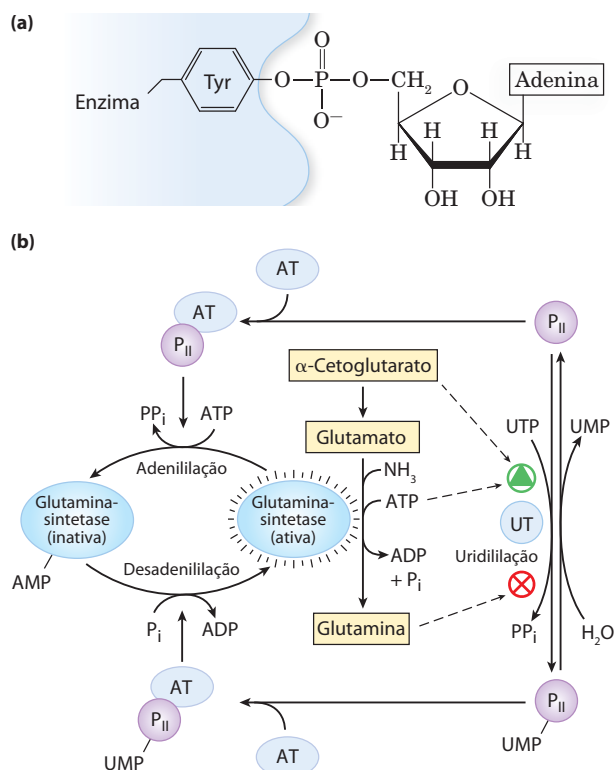 (a)
Enzima
Tyr
O
O
P
O
CH2
O−
O
Adenina
H
H
H
H
OH
OH
(b)
AT
AT
PII
PII
α-Cetoglutarato
PPi
ATP
UTP
UMP
Glutamato
Adenililação
NH3
Glutamina-
sintetase
(inativa)
Glutamina-
sintetase
(ativa)
ATP
UT
Desadenililação
ADP
+ Pi
Uridililação
AMP
Pi
ADP
Glutamina
PPi
H2O
AT
PII
UMP
AT
PII
UMP